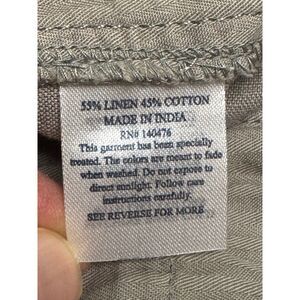 55% LINEN 45% COTTON
MADE IN INDIA
RN# 140476
This garment has been specially
treated. The colors are meant to fade
when washed. Do not expose to
direct sunlight. Follow care
instructions carefully.
SEE REVERSE FOR MORE